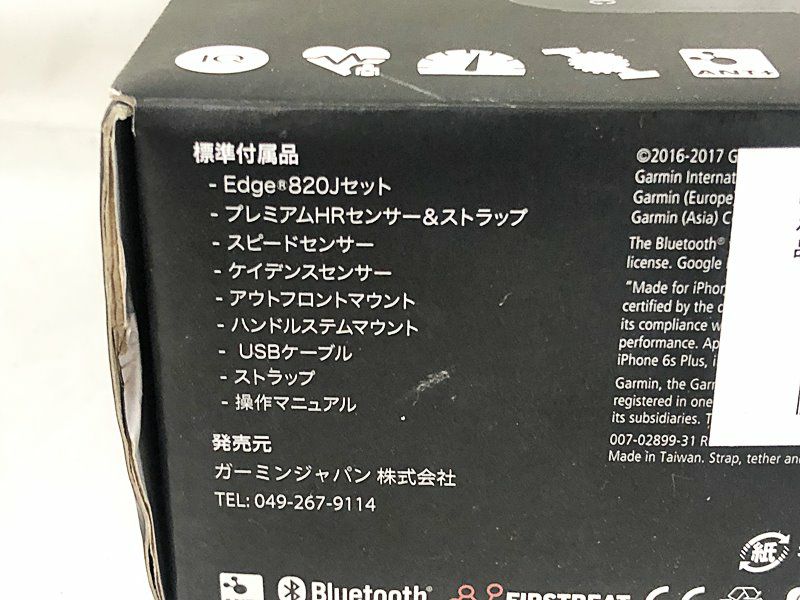 IQ
ANT+
標準付属品
- Edge®820Jセット
- プレミアムHRセンサー&ストラップ
- スピードセンサー
- ケイデンスセンサー
- アウトフロントマウント
- ハンドルステムマウント
- USBケーブル
- ストラップ
- 操作マニュアル
発売元
ガーミンジャパン 株式会社
TEL: 049-267-9114
©2016-2017 G
Garmin Internat
Garmin (Europe
Garmin (Asia) C
The Bluetooth®
license. Google
"Made for iPhon
certified by the
its compliance w
performance. Ap
iPhone 6s Plus, i
Garmin, the Garm
registered in one
its subsidiaries. T
007-02899-31 R
Made in Taiwan. Strap, tether and
紙
Bluetooth®
FIRSTBEAT
CE